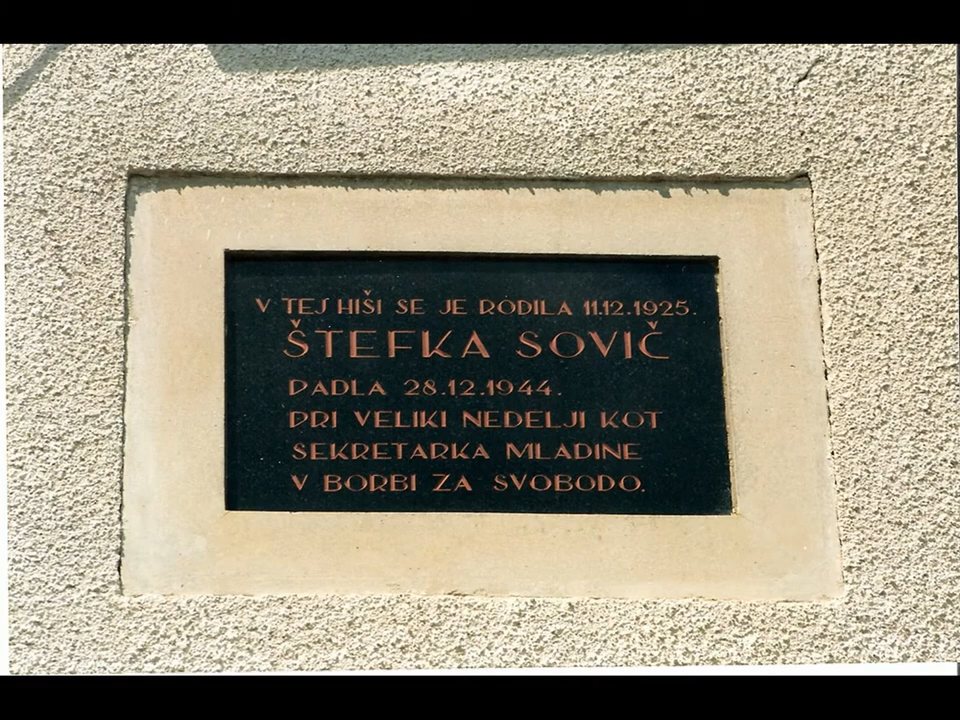 V TEJ HIŠI SE JE RODILA 11.12.1925.
ŠTEFKA SOVIČ
PADLA 28.12.1944.
PRI VELIKI NEDELJI KOT
SEKRETARKA MLADINE
V BORBI ZA SVOBODO.